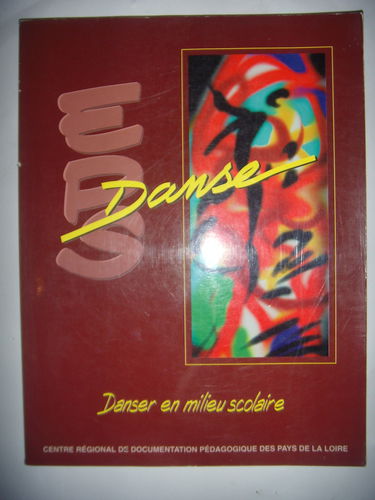 EPS
Danse
Danser en milieu scolaire
CENTRE RÉGIONAL DE DOCUMENTATION PÉDAGOGIQUE DES PAYS DE LA LOIRE